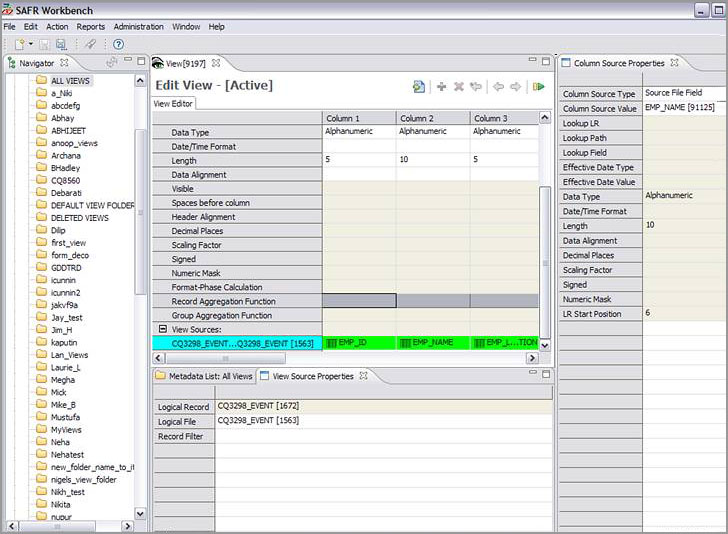 SAFR Workbench
File Edit Action Reports Administration Window Help
Navigator
ALL VIEWS
a_Niki
abcdefg
Abhay
ABHIJEET
anoop_views
Archana
BHadley
CQ8560
Debarati
DEFAULT VIEW FOLDER
DELETED VIEWS
Dilip
first_view
form_deco
GDDTRD
icunnin
icunnin2
jakvf9a
Jay_test
Jim_H
kaputin
Lan_Views
Laurie_L
Megha
Mick
Mike_B
Mustufa
MyViews
Neha
Nehatest
new_folder_name_to_it
nigels_view_folder
Nikh_test
Nikita
nupur
View[9197]
Edit View - [Active]
View Editor
Column 1 Column 2 Column 3
Data Type Alphanumeric Alphanumeric Alphanumeric
Date/Time Format
Length 5 10 5
Data Alignment
Visible
Spaces before column
Header Alignment
Decimal Places
Scaling Factor
Signed
Numeric Mask
Format-Phase Calculation
Record Aggregation Function
Group Aggregation Function
View Sources:
CQ3298_EVENT...Q3298_EVENT [1563] EMP_ID EMP_NAME EMP_L...TION
Metadata List: All Views View Source Properties
Logical Record CQ3298_EVENT [1672]
Logical File CQ3298_EVENT [1563]
Record Filter
Column Source Properties
Column Source Type Source File Field
Column Source Value EMP_NAME [91125]
Lookup LR
Lookup Path
Lookup Field
Effective Date Type
Effective Date Value
Data Type Alphanumeric
Date/Time Format
Length 10
Data Alignment
Decimal Places
Scaling Factor
Signed
Numeric Mask
LR Start Position 6